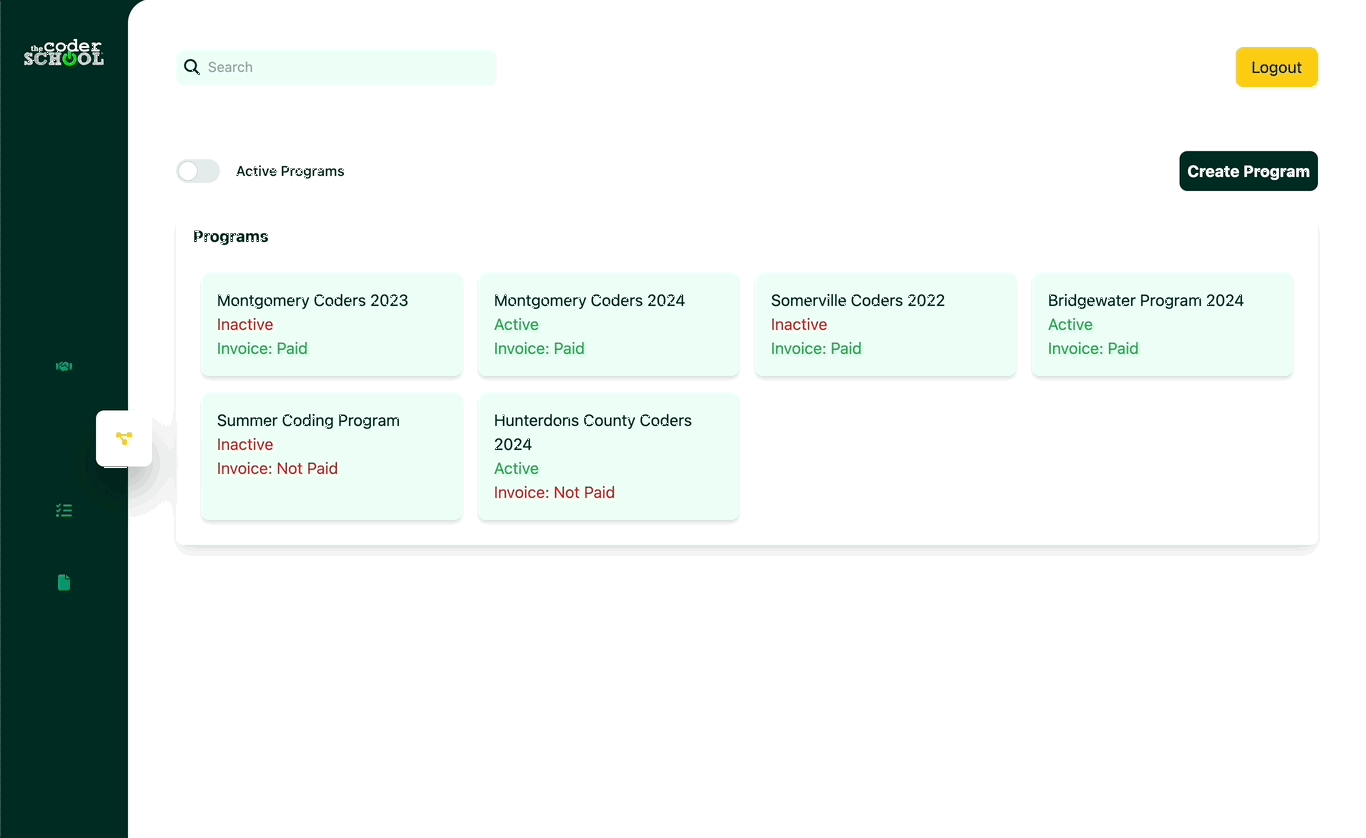 the coder
SCHOOL
Search
Logout
Active Programs
Create Program
Programs
Montgomery Coders 2023
Inactive
Invoice: Paid
Montgomery Coders 2024
Active
Invoice: Paid
Somerville Coders 2022
Inactive
Invoice: Paid
Bridgewater Program 2024
Active
Invoice: Paid
Summer Coding Program
Inactive
Invoice: Not Paid
Hunterdons County Coders
2024
Active
Invoice: Not Paid